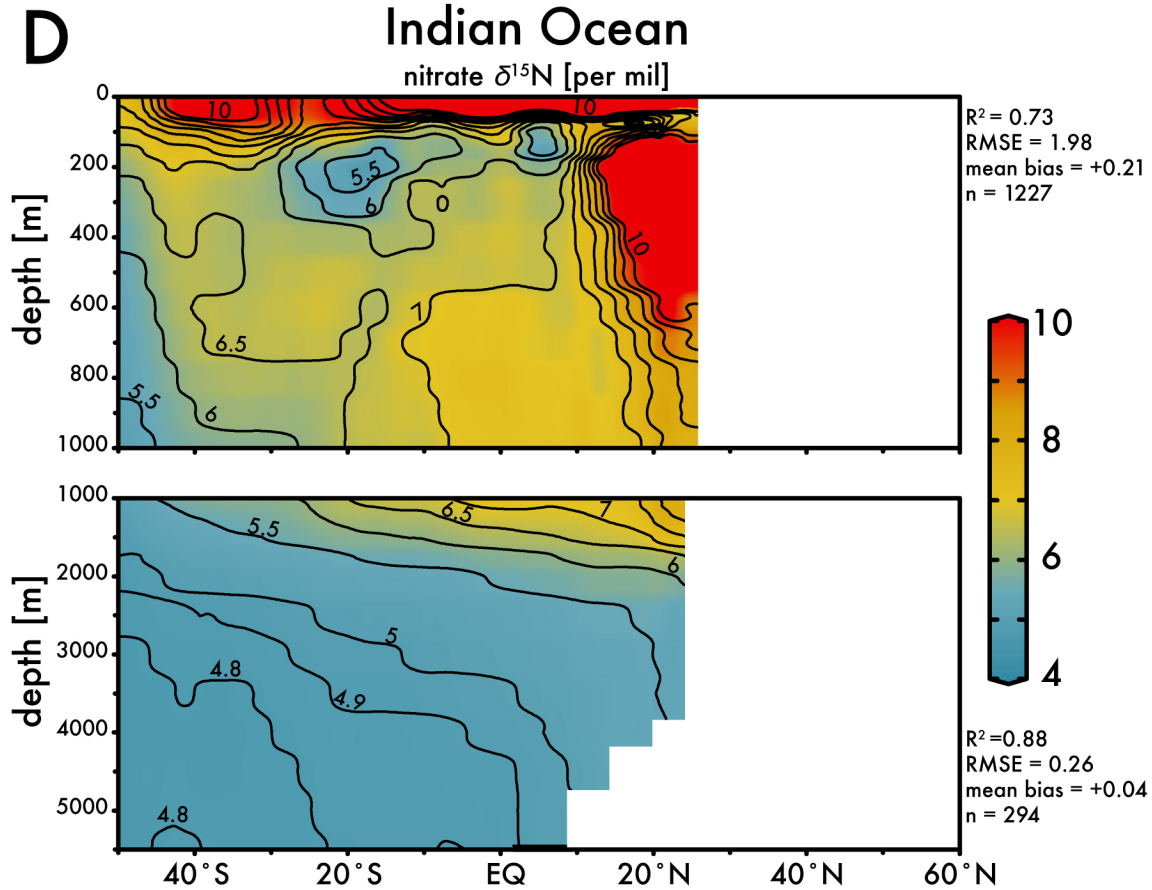 D
Indian Ocean
nitrate δ¹⁵N [per mil]
0
200
400
600
800
1000
depth [m]
10
10
5.5
6
0
10
7
6.5
5.5
6
R² = 0.73
RMSE = 1.98
mean bias = +0.21
n = 1227
10
8
6
4
1000
2000
3000
4000
5000
depth [m]
5.5
6.5
7
6
5
4.8
4.9
4.8
R² =0.88
RMSE = 0.26
mean bias = +0.04
n = 294
40°S
20°S
EQ
20°N
40°N
60°N